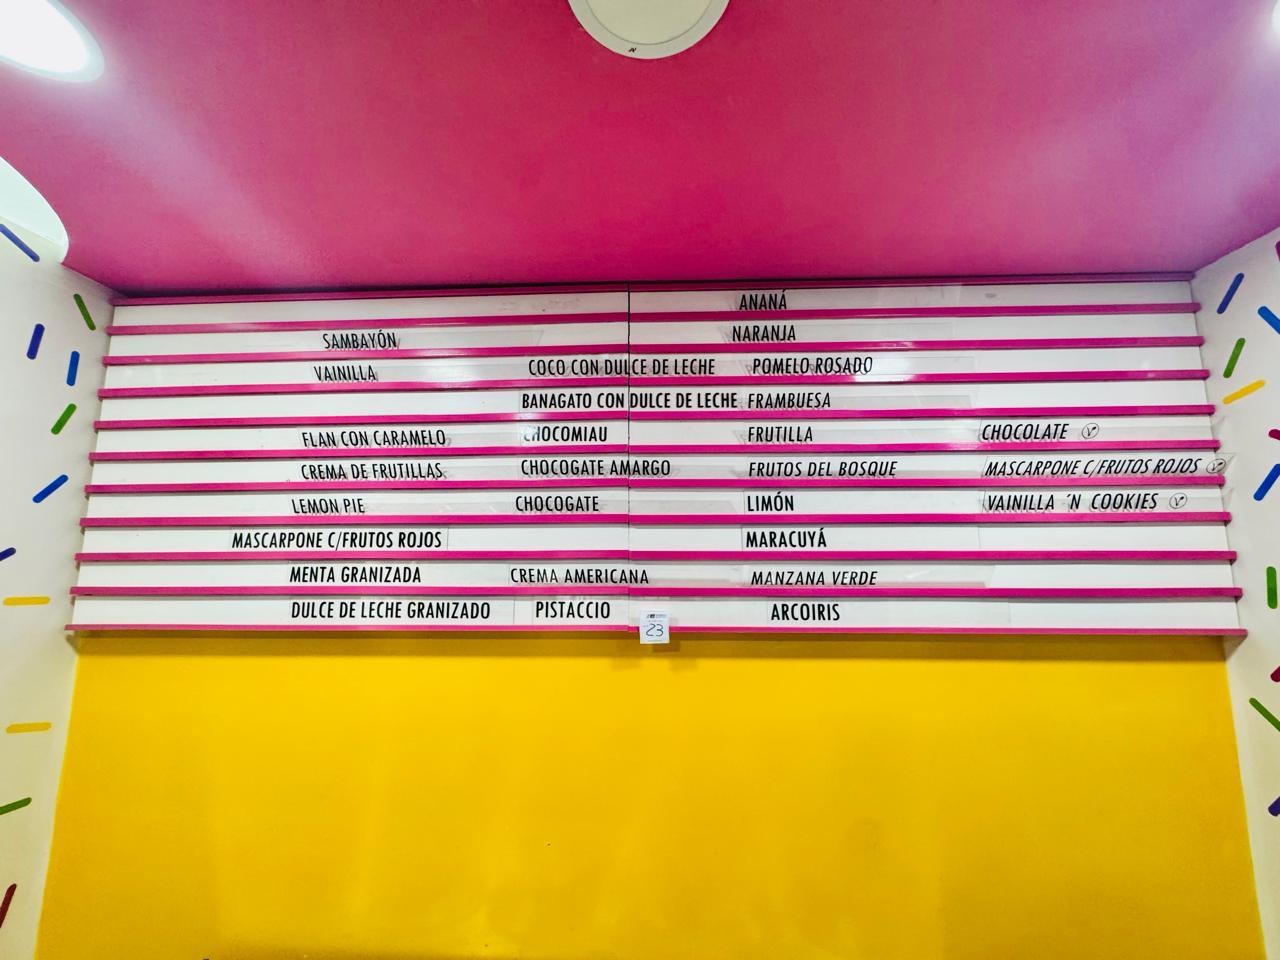 ANANÁ
SAMBAYÓN NARANJA
VAINILLA COCO CON DULCE DE LECHE POMELO ROSADO
BANAGATO CON DULCE DE LECHE FRAMBUESA
FLAN CON CARAMELO CHOCOMIAU FRUTILLA CHOCOLATE V
CREMA DE FRUTILLAS CHOCOGATE AMARGO FRUTOS DEL BOSQUE MASCARPONE C/FRUTOS ROJOS V
LEMON PIE CHOCOGATE LIMÓN VAINILLA ´N COOKIES V
MASCARPONE C/FRUTOS ROJOS MARACUYÁ
MENTA GRANIZADA CREMA AMERICANA MANZANA VERDE
DULCE DE LECHE GRANIZADO PISTACCIO ARCOIRIS
23